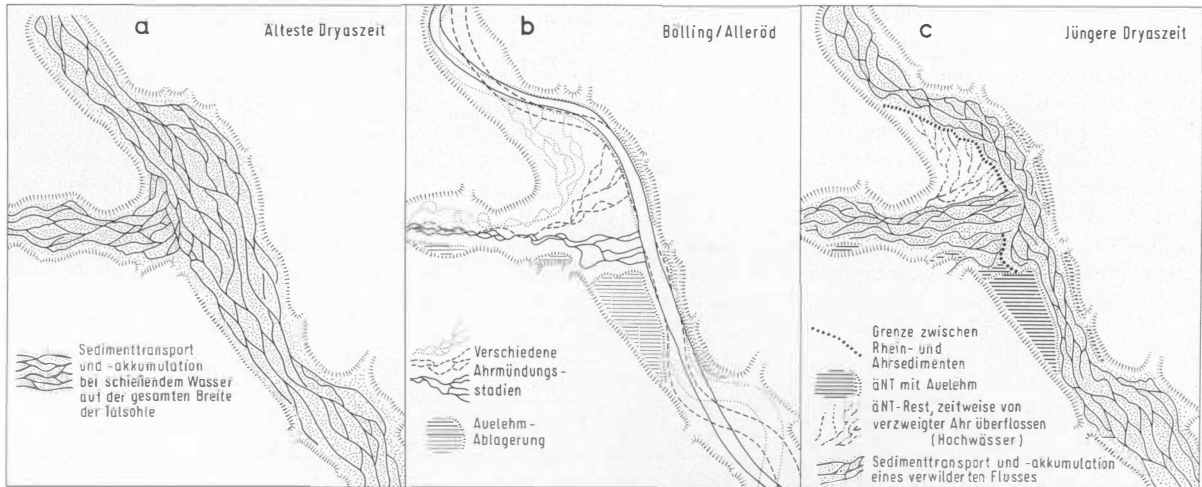 a
Älteste Dryaszeit
Sedimenttransport
und -akkumulation
bei schießendem Wasser
auf der gesamten Breite
der Talsohle
b
Bölling/Alleröd
Verschiedene
Ahrmündungs-
stadien
Auelehm-
Ablagerung
c
Jüngere Dryaszeit
Grenze zwischen
Rhein- und
Ahrsedimenten
äNT mit Auelehm
äNT-Rest, zeitweise von
verzweigter Ahr überflossen
(Hochwässer)
Sedimenttransport und -akkumulation
eines verwilderten Flusses